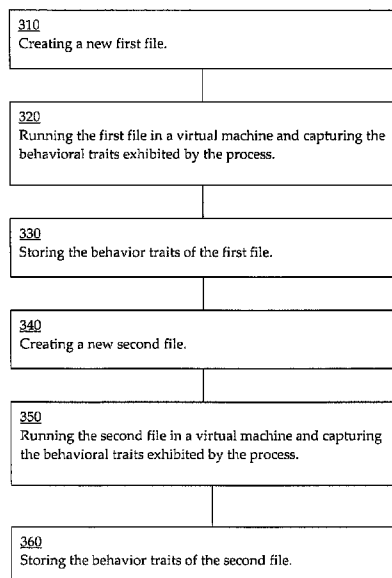 310
Creating a new first file.
320
Running the first file in a virtual machine and capturing the
behavioral traits exhibited by the process.
330
Storing the behavior traits of the first file.
340
Creating a new second file.
350
Running the second file in a virtual machine and capturing
the behavioral traits exhibited by the process.
360
Storing the behavior traits of the second file.